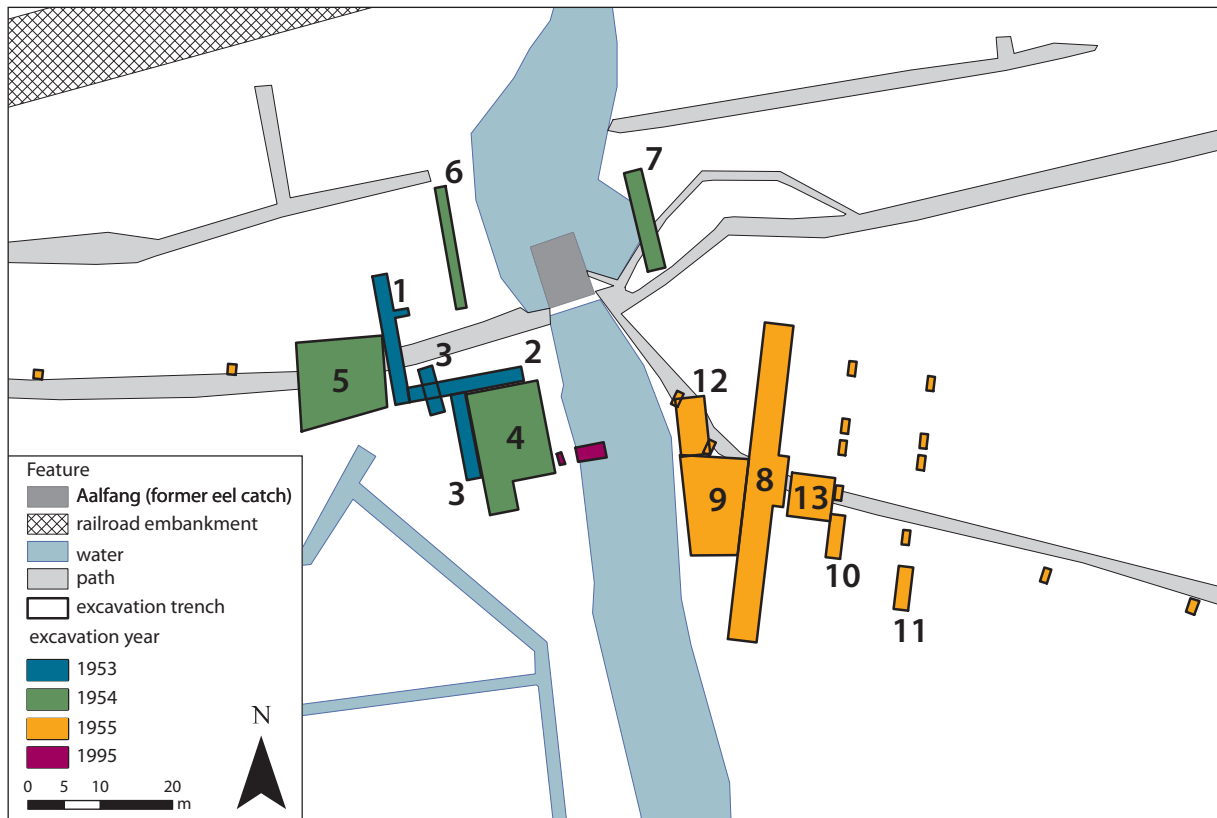 6
7
1
3
2
12
5
4
8
9
13
3
10
11
Feature
Aalfang (former eel catch)
railroad embankment
water
path
excavation trench
excavation year
1953
1954
1955
1995
N
0 5 10 20
m